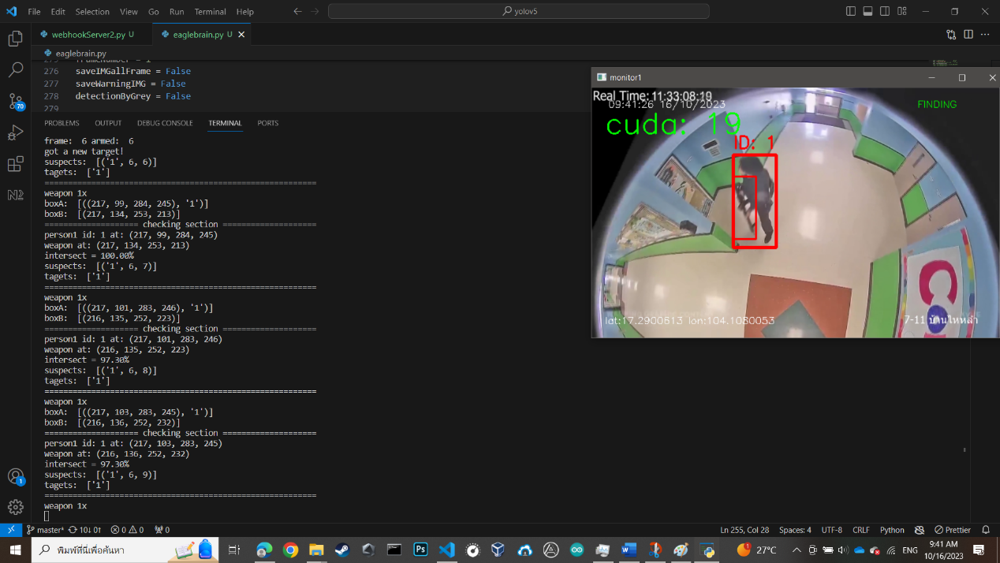 File Edit Selection View Go Run Terminal Help
yolov5
webhookServer2.py U
eaglebrain.py U
eaglebrain.py
275 frameNumber = 1
276 saveIMGallFrame = False
277 saveWarningIMG = False
278 detectionByGrey = False
279
PROBLEMS OUTPUT DEBUG CONSOLE TERMINAL PORTS
frame:  6 armed:  6
got a new target!
suspects:  [('1', 6, 6)]
tagets:  ['1']
==========================================================
weapon 1x
boxA:  [((217, 99, 284, 245), '1')]
boxB:  [(217, 134, 253, 213)]
==================== checking section ====================
person1 id: 1 at: (217, 99, 284, 245)
weapon at: (217, 134, 253, 213)
intersect = 100.00%
suspects:  [('1', 6, 7)]
tagets:  ['1']
==========================================================
weapon 1x
boxA:  [((217, 101, 283, 246), '1')]
boxB:  [(216, 135, 252, 223)]
==================== checking section ====================
person1 id: 1 at: (217, 101, 283, 246)
weapon at: (216, 135, 252, 223)
intersect = 97.30%
suspects:  [('1', 6, 8)]
tagets:  ['1']
==========================================================
weapon 1x
boxA:  [((217, 103, 283, 245), '1')]
boxB:  [(216, 136, 252, 232)]
==================== checking section ====================
person1 id: 1 at: (217, 103, 283, 245)
weapon at: (216, 136, 252, 232)
intersect = 97.30%
suspects:  [('1', 6, 9)]
tagets:  ['1']
==========================================================
weapon 1x
monitor1
Real Time: 11:33:08:19
09:41:26 16/10/2023
FINDING
cuda: 19
ID: 1
lat:17.2900813 lon:104.1080053
7-11
70
1
master* 10↓ 0↑ 0 0 0
Ln 255, Col 28 Spaces: 4 UTF-8 CRLF Python Prettier
พิมพ์ที่นี่เพื่อค้นหา
27°C
ENG
9:41 AM
10/16/2023